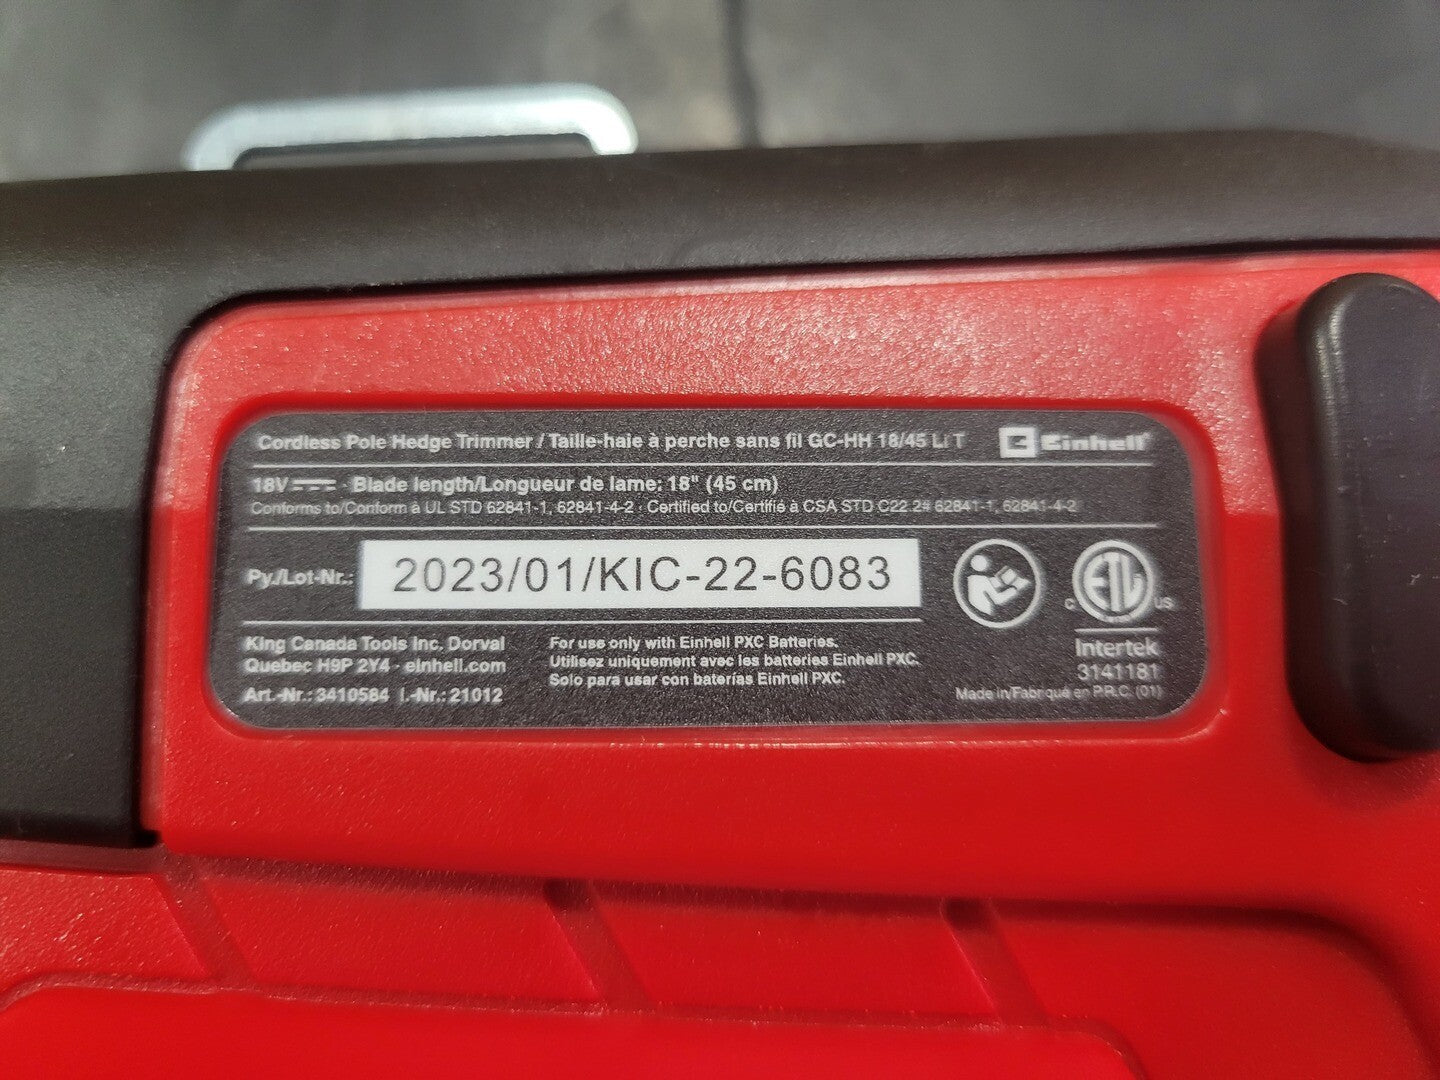 Cordless Pole Hedge Trimmer / Taille-haie à perche sans fil GC-HH 18/45 Li T
Einhell
18V · Blade length/Longueur de lame: 18" (45 cm)
Conforms to/Conform à UL STD 62841-1, 62841-4-2 · Certified to/Certifié à CSA STD C22.2# 62841-1, 62841-4-2
Py./Lot-Nr.: 2023/01/KIC-22-6083
King Canada Tools Inc. Dorval
Quebec H9P 2Y4 · einhell.com
Art.-Nr.: 3410584 I.-Nr.: 21012
For use only with Einhell PXC Batteries.
Utilisez uniquement avec les batteries Einhell PXC.
Solo para usar con baterías Einhell PXC.
C ETL US
Intertek
3141181
Made in/Fabriqué en P.R.C. (01)